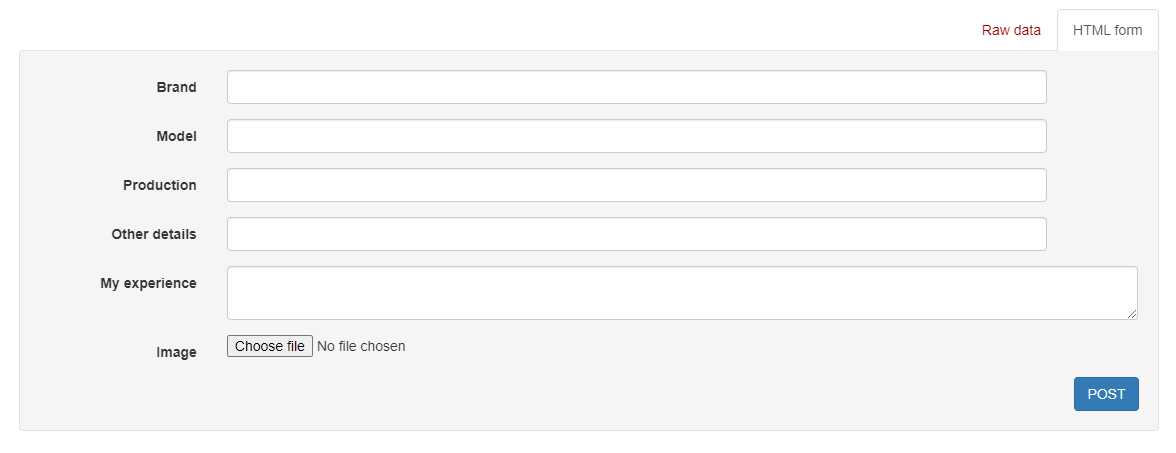 Raw data
HTML form
Brand
Model
Production
Other details
My experience
Image
Choose file No file chosen
POST